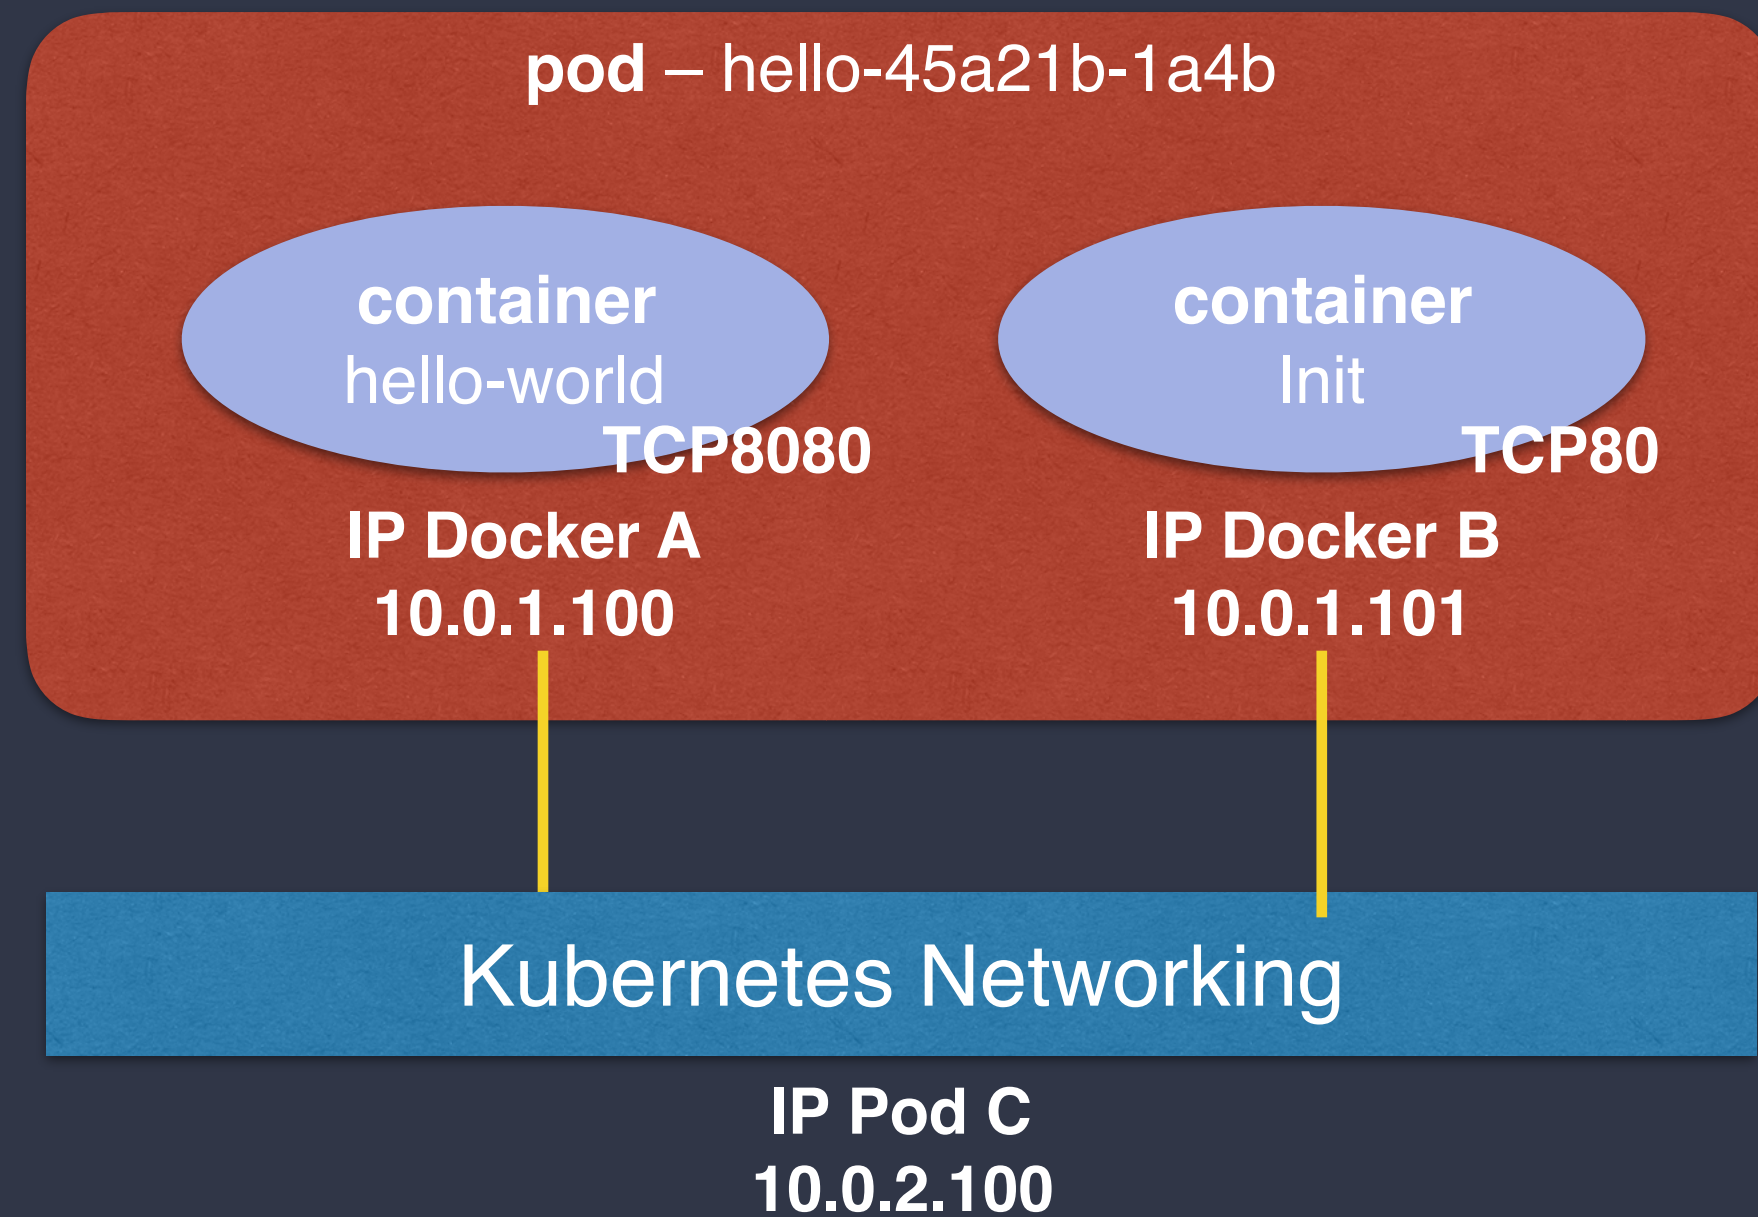 pod – hello-45a21b-1a4b
container
hello-world
TCP8080
IP Docker A
10.0.1.100
container
Init
TCP80
IP Docker B
10.0.1.101
Kubernetes Networking
IP Pod C
10.0.2.100